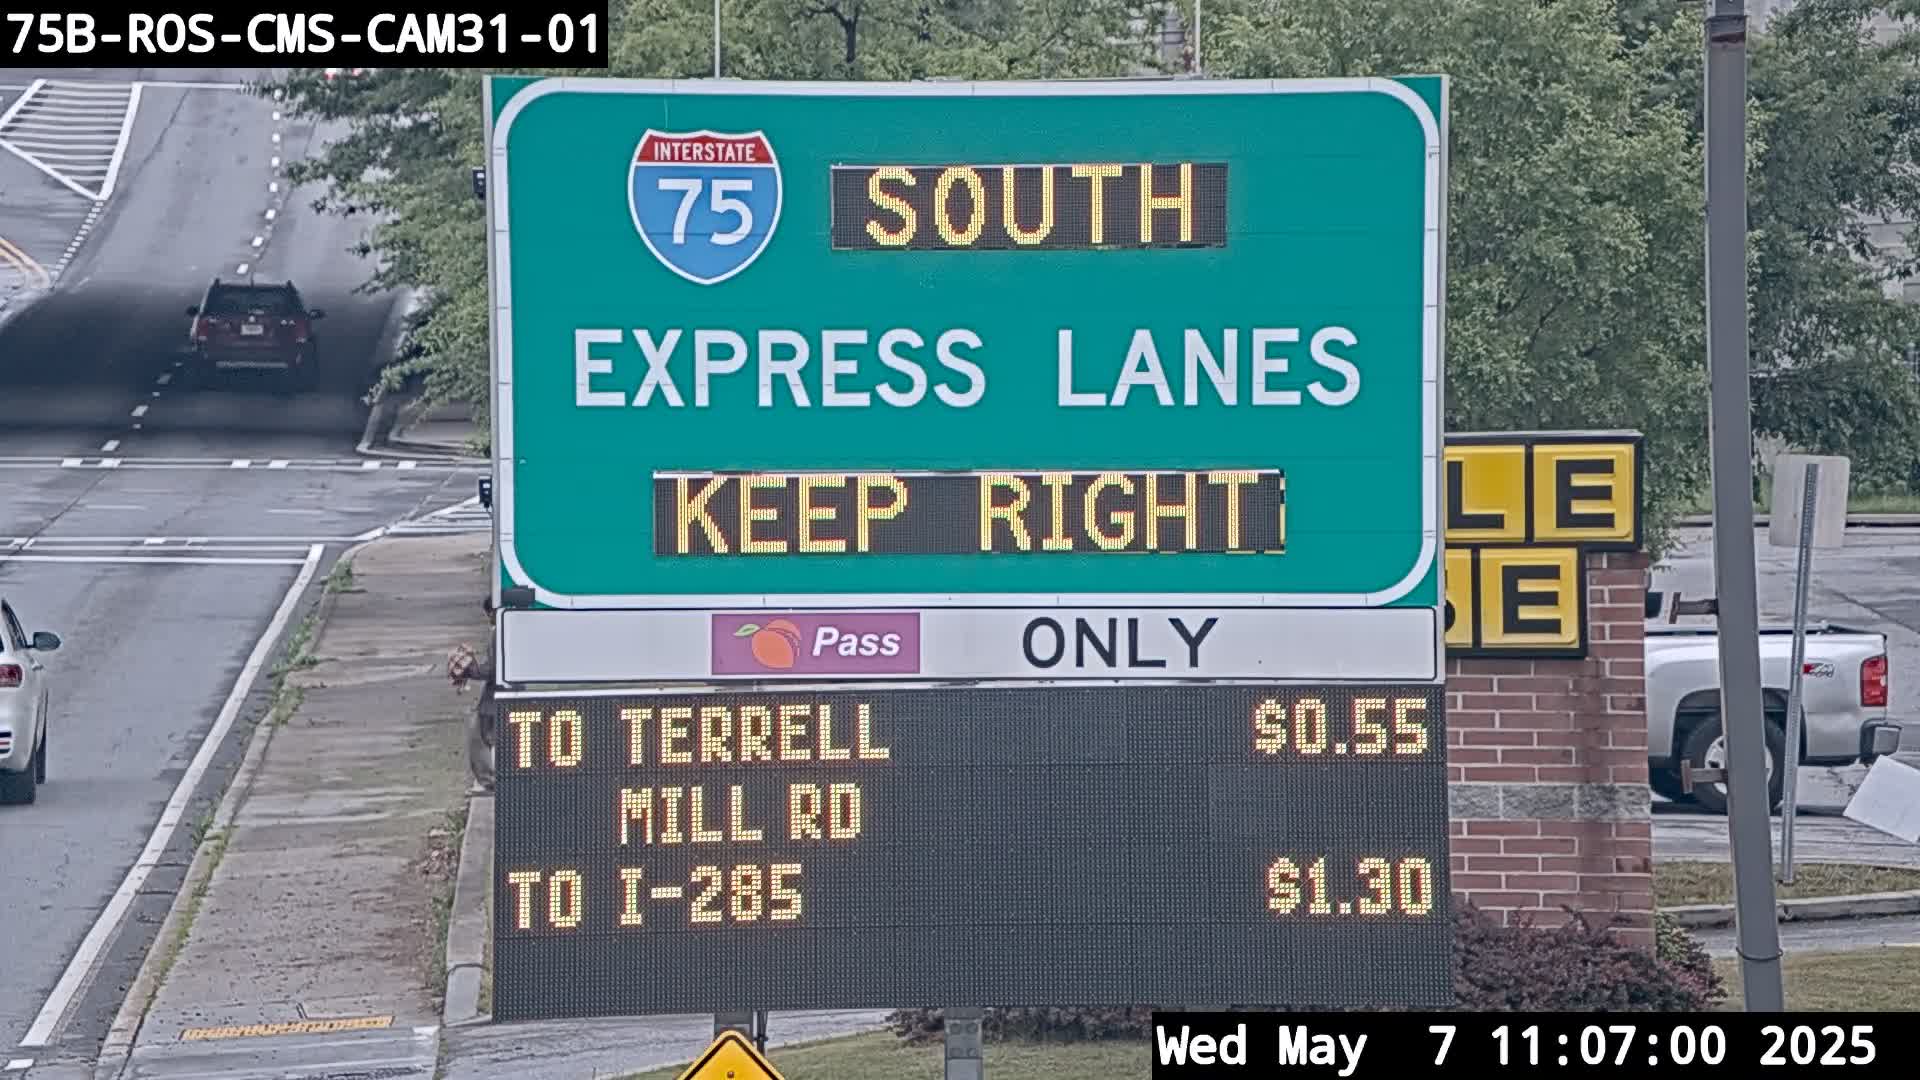 75B-ROS-CMS-CAM31-01
INTERSTATE
75
SOUTH
EXPRESS LANES
KEEP RIGHT
Pass ONLY
TO TERRELL $0.55
MILL RD
TO I-285 $1.30
LE
E
Wed May 7 11:07:00 2025